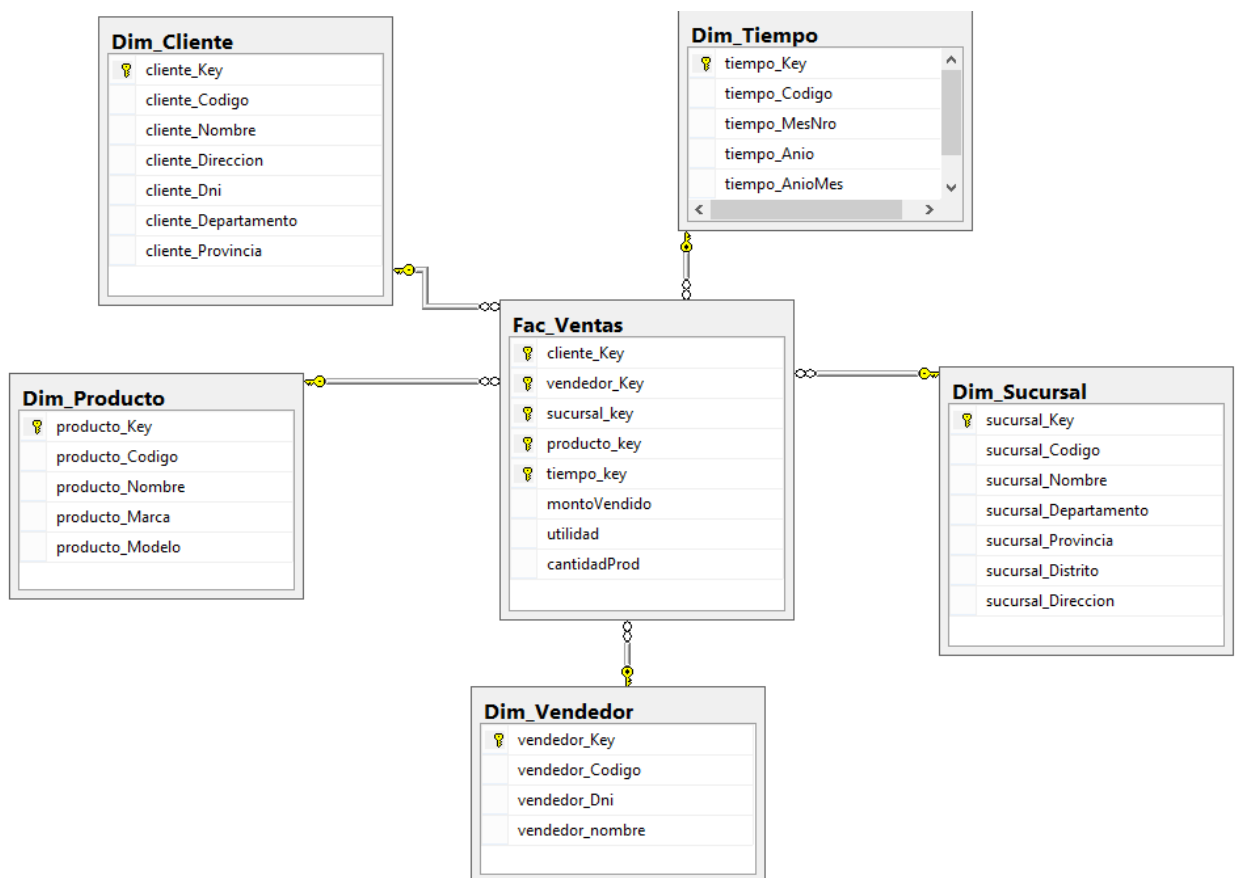 Dim_Cliente
cliente_Key
cliente_Codigo
cliente_Nombre
cliente_Direccion
cliente_Dni
cliente_Departamento
cliente_Provincia
Dim_Tiempo
tiempo_Key
tiempo_Codigo
tiempo_MesNro
tiempo_Anio
tiempo_AnioMes
Fac_Ventas
cliente_Key
vendedor_Key
sucursal_key
producto_key
tiempo_key
montoVendido
utilidad
cantidadProd
Dim_Producto
producto_Key
producto_Codigo
producto_Nombre
producto_Marca
producto_Modelo
Dim_Sucursal
sucursal_Key
sucursal_Codigo
sucursal_Nombre
sucursal_Departamento
sucursal_Provincia
sucursal_Distrito
sucursal_Direccion
Dim_Vendedor
vendedor_Key
vendedor_Codigo
vendedor_Dni
vendedor_nombre